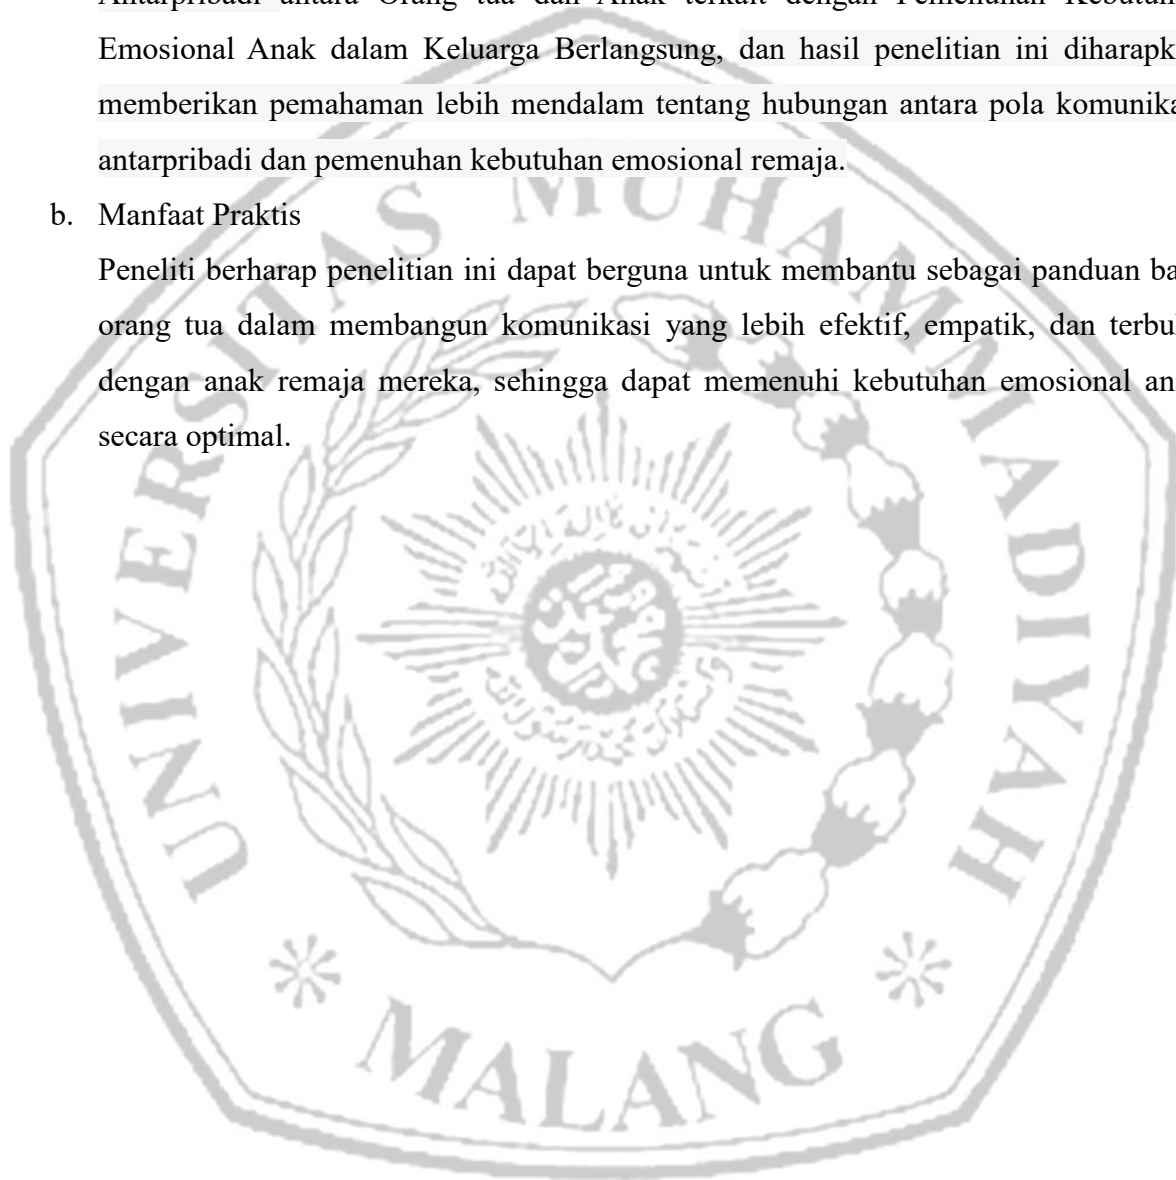 Antarpribadi antara Orang tua dan Anak terkait dengan Pemenuhan
Emosional Anak dalam Keluarga Berlangsung, dan hasil penelitian ini diharapk
memberikan pemahaman lebih mendalam tentang hubungan antara pola komunika
antarpribadi dan pemenuhan kebutuhan emosional remaja.
b. Manfaat Praktis
Peneliti berharap penelitian ini dapat berguna untuk membantu sebagai panduan ba
orang tua dalam membangun komunikasi yang lebih efektif, empatik, dan terbu
dengan anak remaja mereka, sehingga dapat memenuhi kebutuhan emosional an
secara optimal.
UNIVERSITAS MUHAMMADIYAH
MALANG